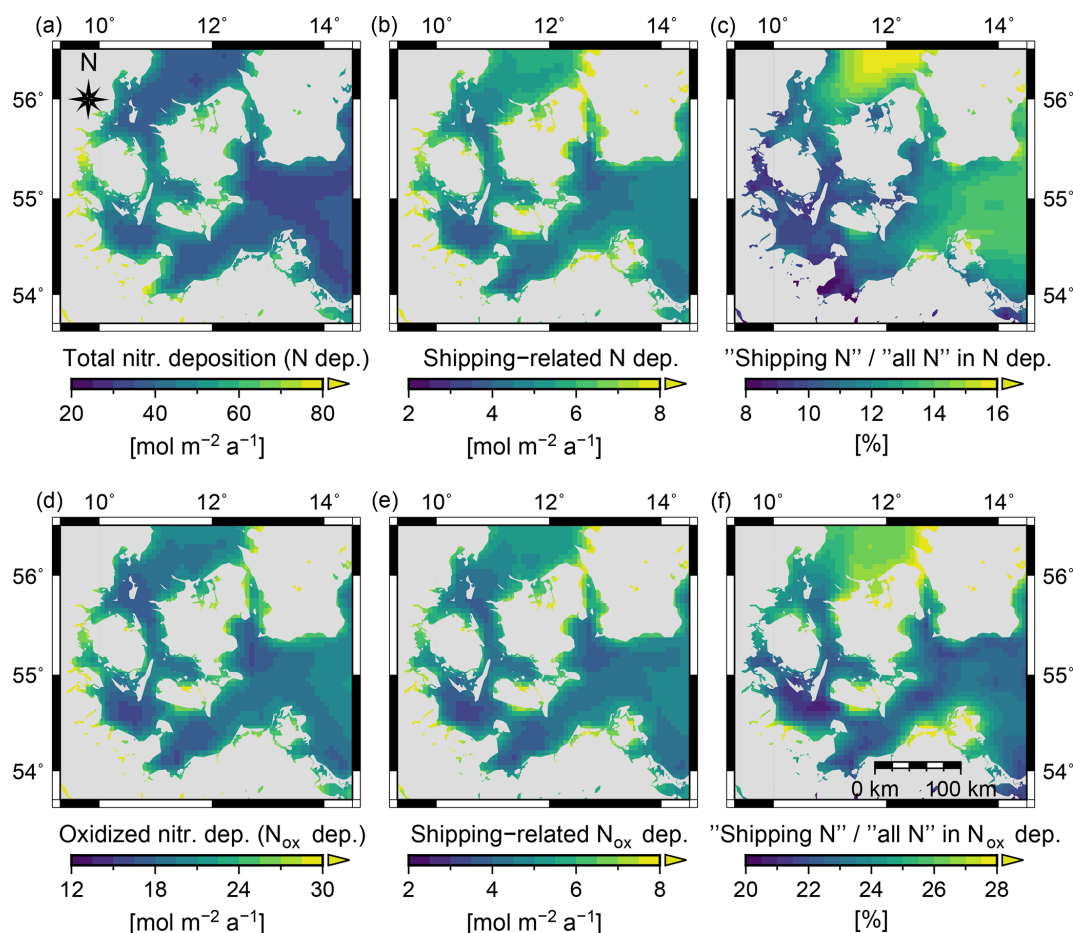 (a) 10° 12° 14° (b) 10° 12° 14° (c) 10° 12° 14°
N
56° 56°
55° 55°
54° 54°
Total nitr. deposition (N dep.) Shipping−related N dep. ''Shipping N'' / ''all N'' in N dep.
20 40 60 80 2 4 6 8 8 10 12 14 16
[mol m⁻² a⁻¹] [mol m⁻² a⁻¹] [%]
(d) 10° 12° 14° (e) 10° 12° 14° (f) 10° 12° 14°
56° 56°
55° 55°
54° 54°
0 km 100 km
Oxidized nitr. dep. (Nox dep.) Shipping−related Nox dep. ''Shipping N'' / ''all N'' in Nox dep.
12 18 24 30 2 4 6 8 20 22 24 26 28
[mol m⁻² a⁻¹] [mol m⁻² a⁻¹] [%]